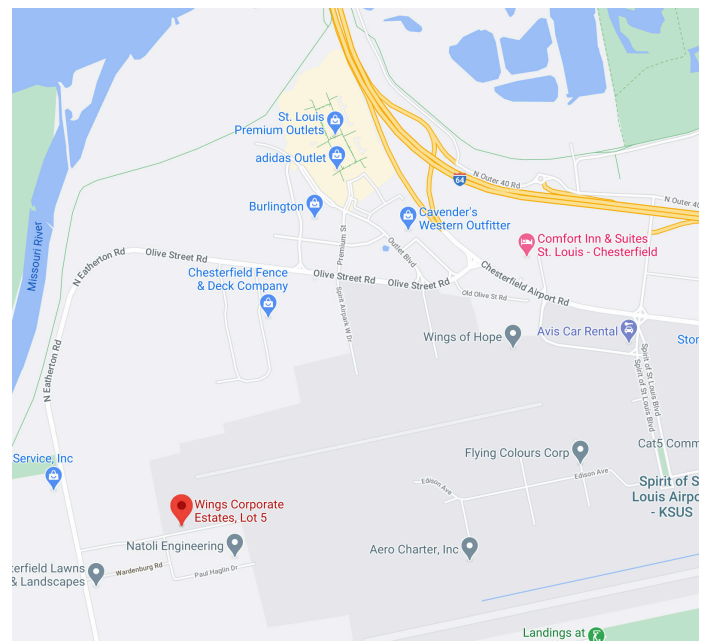 St. Louis
Premium Outlets
adidas Outlet
64
N Outer 40 Rd
N Outer 40
Burlington
Cavender's
Western Outfitter
Premium St
Outlet Blvd
Comfort Inn & Suites
St. Louis - Chesterfield
Missouri River
N Eatherton Rd
Olive Street Rd
Chesterfield Fence
& Deck Company
Olive Street Rd
Olive Street Rd
Chesterfield Airport Rd
Old Olive St Rd
Spirit Airpark W Dr
Wings of Hope
Avis Car Rental
Stor
N Eatherton Rd
Spirit of St Louis Blvd
Spirit of St Louis Blvd
Service, Inc
Flying Colours Corp
Cat5 Comm
Edison Ave
Edison Ave
Spirit of S
Louis Airpo
- KSUS
Wings Corporate
Estates, Lot 5
Natoli Engineering
Aero Charter, Inc
terfield Lawns
& Landscapes
Wardenburg Rd
Paul Haglin Dr
Landings at